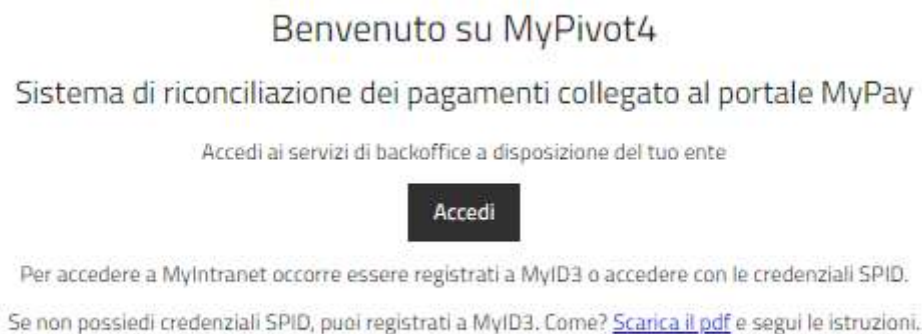 Benvenuto su MyPivot4
Sistema di riconciliazione dei pagamenti collegato al portale MyPay
Accedi ai servizi di backoffice a disposizione del tuo ente
Accedi
Per accedere a MyIntranet occorre essere registrati a MyID3 o accedere con le credenziali SPID.
Se non possiedi credenziali SPID, puoi registrati a MyID3. Come? Scarica il pdf e segui le istruzioni.